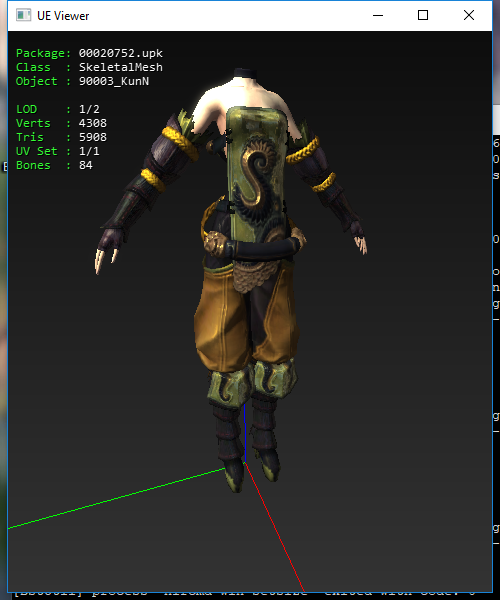 UE Viewer
Package: 00020752.upk
Class : SkeletalMesh
Object : 90003_KunN
LOD : 1/2
Verts : 4308
Tris : 5908
UV Set : 1/1
Bones : 84